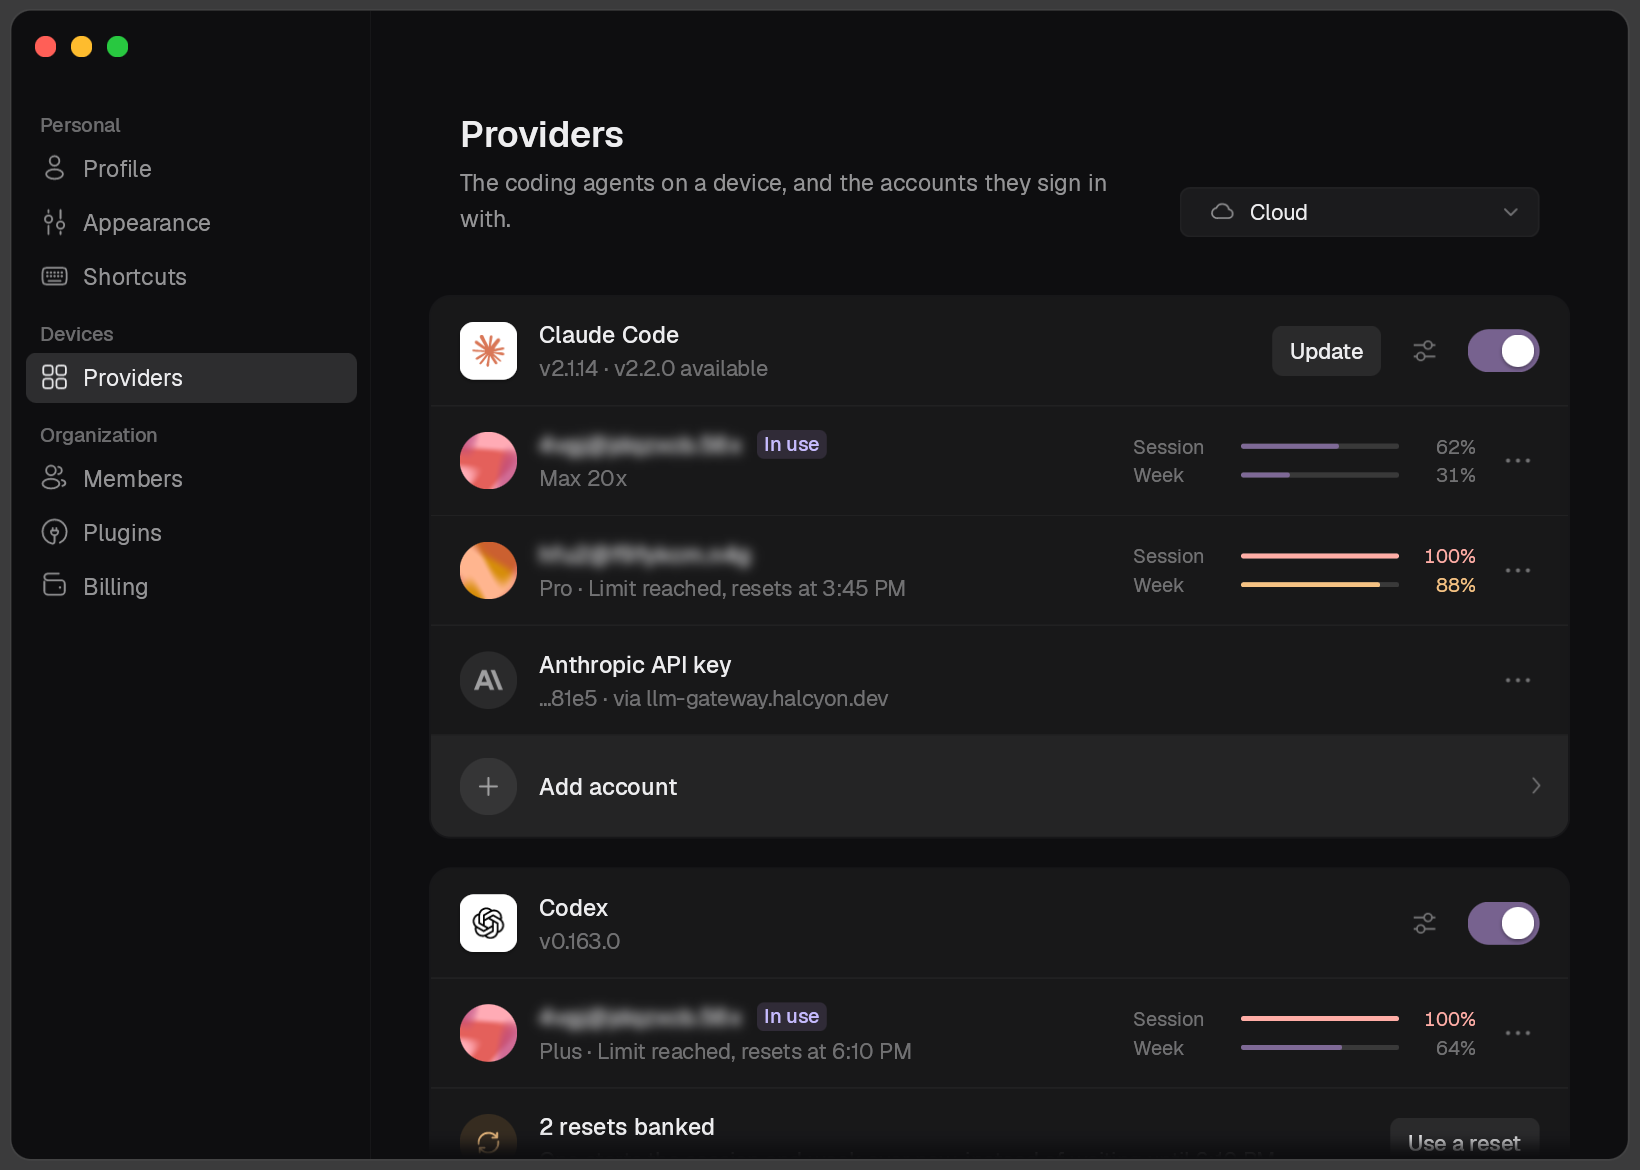 Personal
Profile
Appearance
Shortcuts
Devices
Providers
Organization
Members
Plugins
Billing
Providers
The coding agents on a device, and the accounts they sign in
with.
Cloud
Claude Code
v2.1.14 · v2.2.0 available
Update
In use
Max 20x
Session 62%
Week 31%
Pro · Limit reached, resets at 3:45 PM
Session 100%
Week 88%
Anthropic API key
...81e5 · via llm-gateway.halcyon.dev
Add account
Codex
v0.163.0
In use
Plus · Limit reached, resets at 6:10 PM
Session 100%
Week 64%
2 resets banked
Use a reset